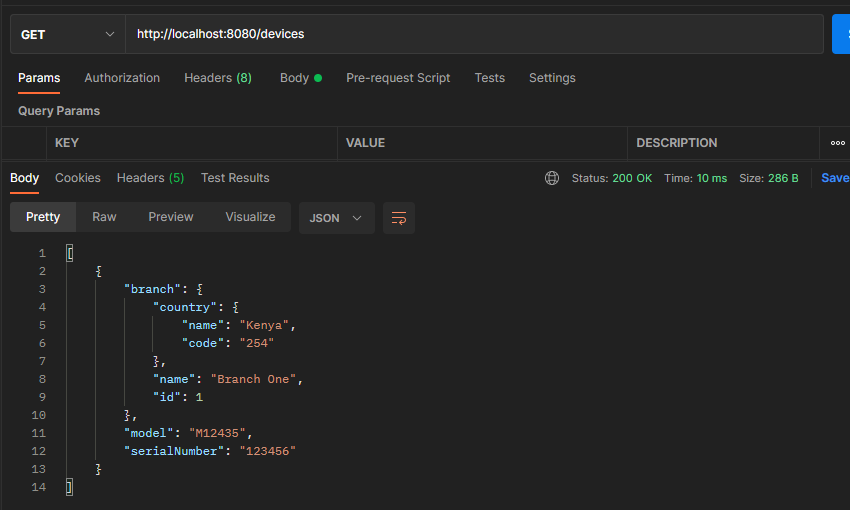 GET http://localhost:8080/devices
Params Authorization Headers (8) Body Pre-request Script Tests Settings
Query Params
KEY VALUE DESCRIPTION
Body Cookies Headers (5) Test Results Status: 200 OK Time: 10 ms Size: 286 B Save
Pretty Raw Preview Visualize JSON
1 [
2 {
3 "branch": {
4 "country": {
5 "name": "Kenya",
6 "code": "254"
7 },
8 "name": "Branch One",
9 "id": 1
10 },
11 "model": "M12435",
12 "serialNumber": "123456"
13 }
14 ]